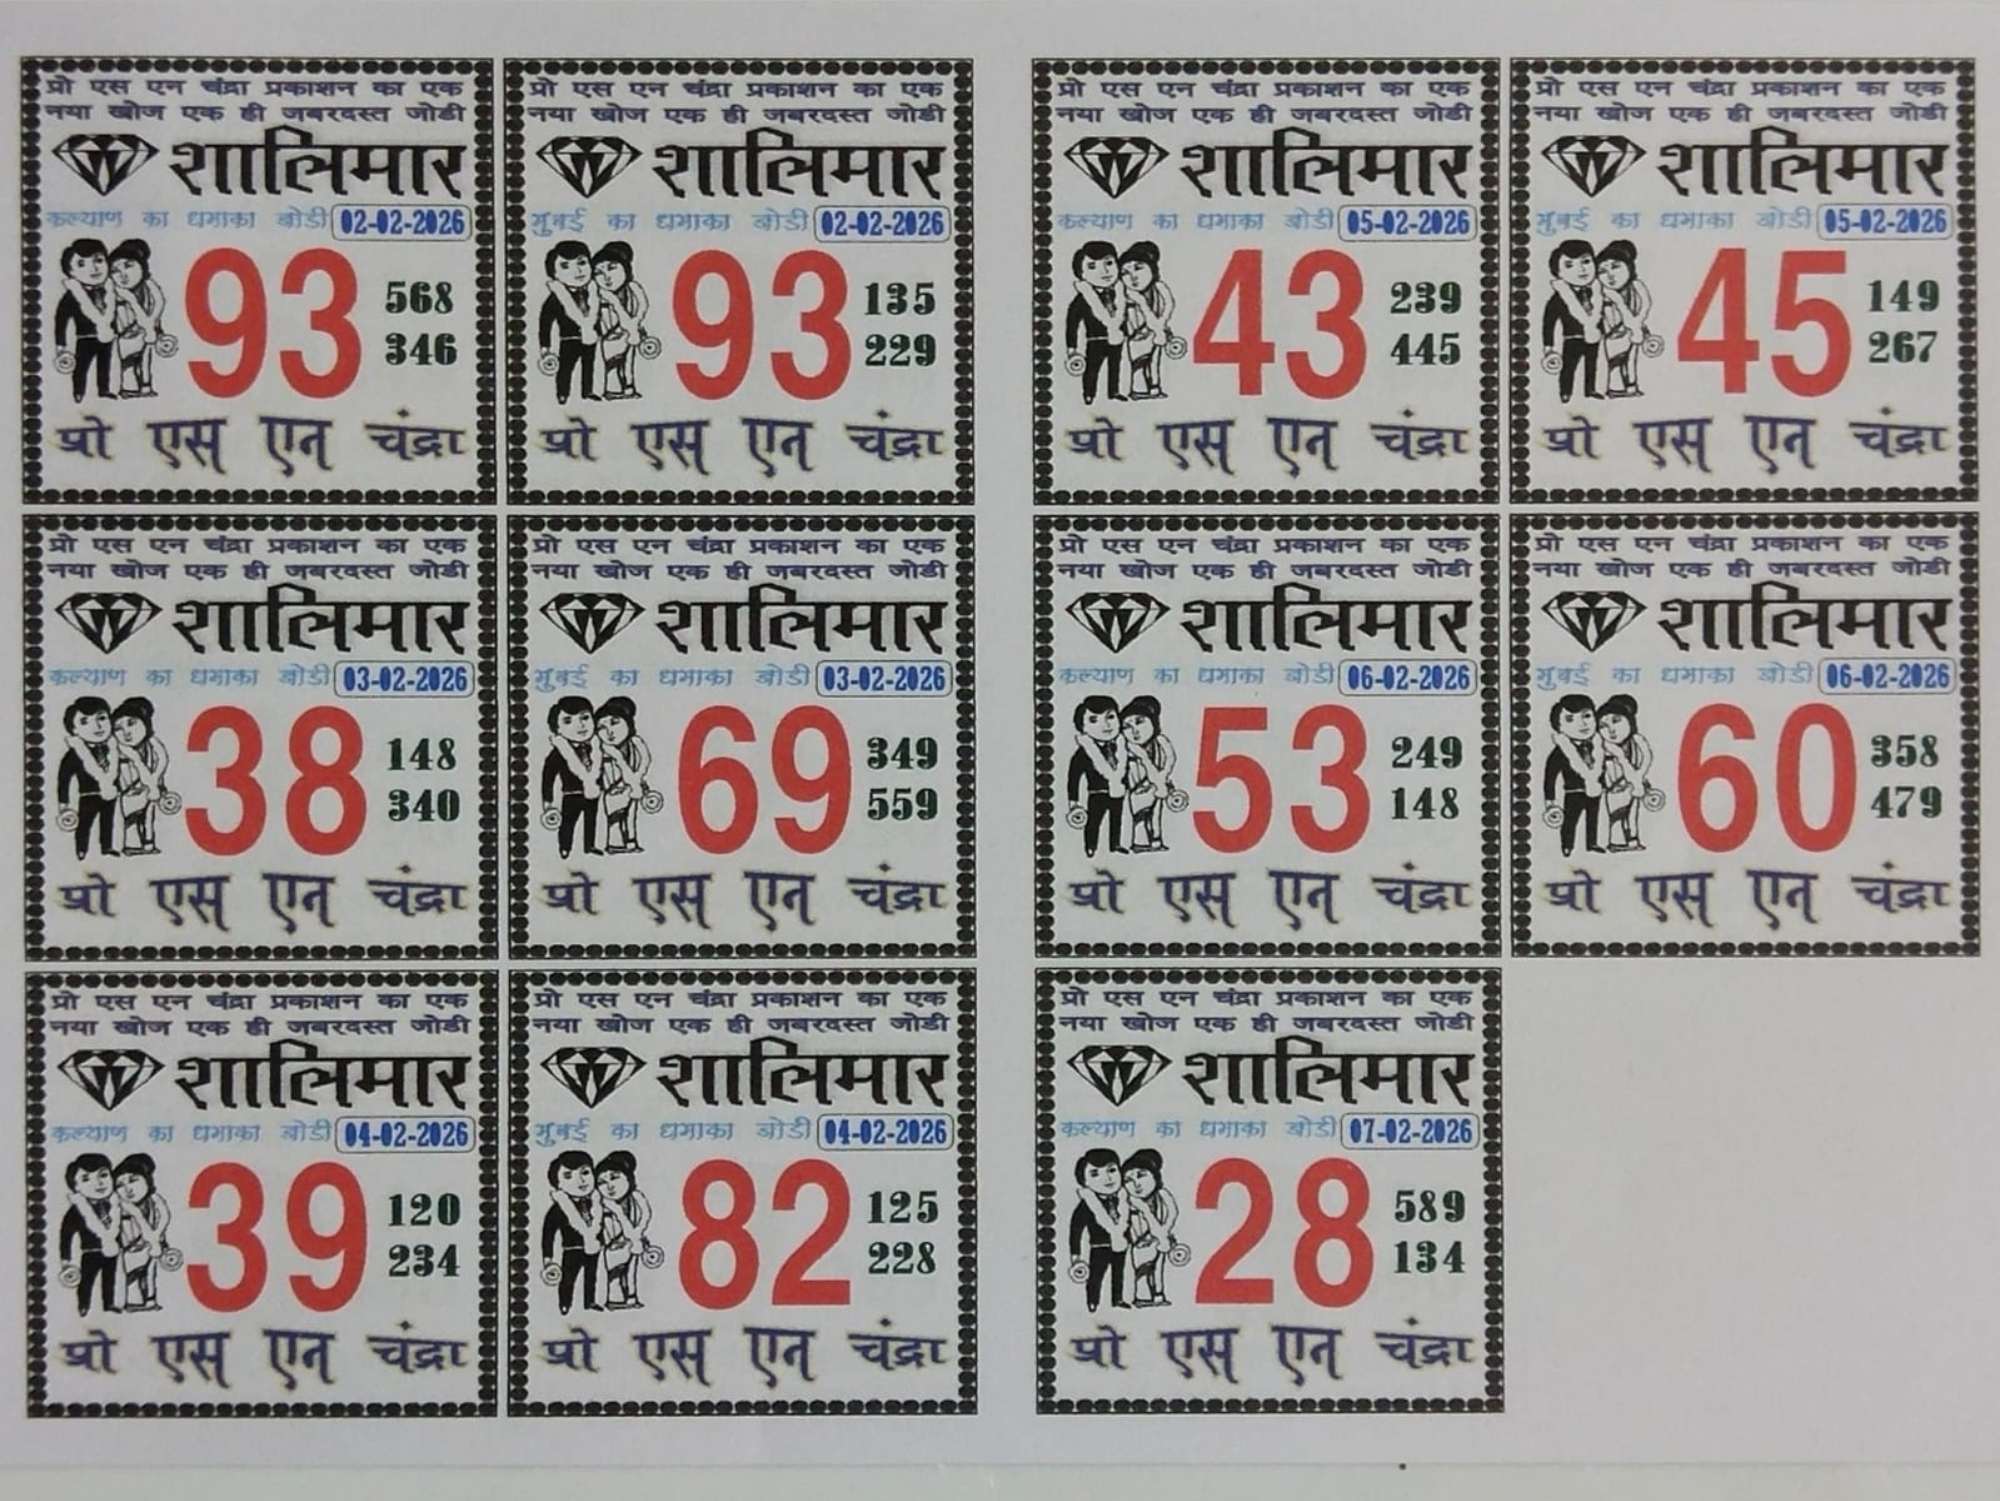 प्रो एस एन चंद्रा प्रकाशन का एक
नया खोज एक ही जबरदस्त जोडी
शालिमार
कल्याण का धमाका जोडी 02-02-2026
93
568
346
प्रो एस एन चंद्रा
प्रो एस एन चंद्रा प्रकाशन का एक
नया खोज एक ही जबरदस्त जोडी
शालिमार
मुंबई का धमाका जोडी 02-02-2026
93
135
229
प्रो एस एन चंद्रा
प्रो एस एन चंद्रा प्रकाशन का एक
नया खोज एक ही जबरदस्त जोडी
शालिमार
कल्याण का धमाका जोडी 05-02-2026
43
239
445
प्रो एस एन चंद्रा
प्रो एस एन चंद्रा प्रकाशन का एक
नया खोज एक ही जबरदस्त जोडी
शालिमार
मुंबई का धमाका जोडी 05-02-2026
45
149
267
प्रो एस एन चंद्रा
प्रो एस एन चंद्रा प्रकाशन का एक
नया खोज एक ही जबरदस्त जोडी
शालिमार
कल्याण का धमाका जोडी 03-02-2026
38
148
340
प्रो एस एन चंद्रा
प्रो एस एन चंद्रा प्रकाशन का एक
नया खोज एक ही जबरदस्त जोडी
शालिमार
मुंबई का धमाका जोडी 03-02-2026
69
349
559
प्रो एस एन चंद्रा
प्रो एस एन चंद्रा प्रकाशन का एक
नया खोज एक ही जबरदस्त जोडी
शालिमार
कल्याण का धमाका जोडी 06-02-2026
53
249
148
प्रो एस एन चंद्रा
प्रो एस एन चंद्रा प्रकाशन का एक
नया खोज एक ही जबरदस्त जोडी
शालिमार
मुंबई का धमाका जोडी 06-02-2026
60
358
479
प्रो एस एन चंद्रा
प्रो एस एन चंद्रा प्रकाशन का एक
नया खोज एक ही जबरदस्त जोडी
शालिमार
कल्याण का धमाका जोडी 04-02-2026
39
120
234
प्रो एस एन चंद्रा
प्रो एस एन चंद्रा प्रकाशन का एक
नया खोज एक ही जबरदस्त जोडी
शालिमार
मुंबई का धमाका जोडी 04-02-2026
82
125
228
प्रो एस एन चंद्रा
प्रो एस एन चंद्रा प्रकाशन का एक
नया खोज एक ही जबरदस्त जोडी
शालिमार
कल्याण का धमाका जोडी 07-02-2026
28
589
134
प्रो एस एन चंद्रा